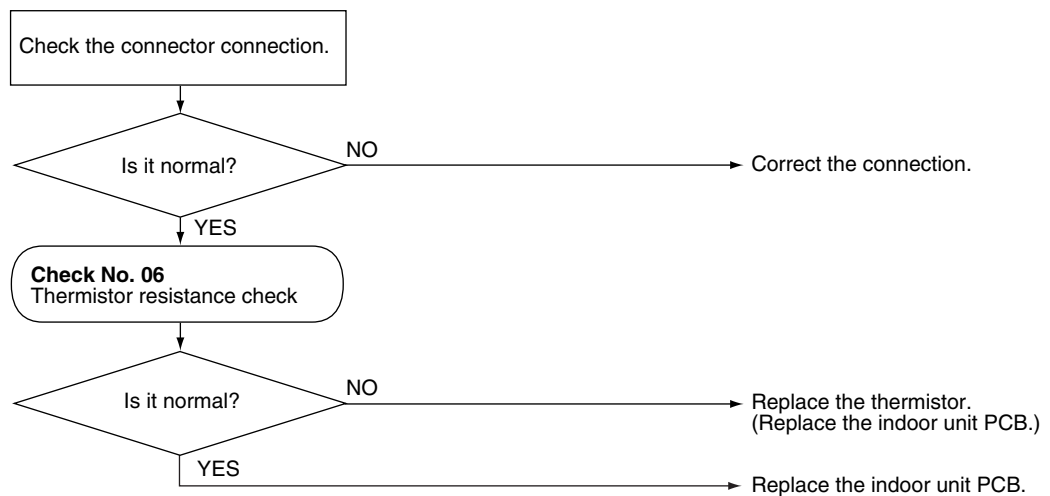 Check the connector connection.
Is it normal?
NO
Correct the connection.
YES
Check No. 06
Thermistor resistance check
Is it normal?
NO
Replace the thermistor.
(Replace the indoor unit PCB.)
YES
Replace the indoor unit PCB.